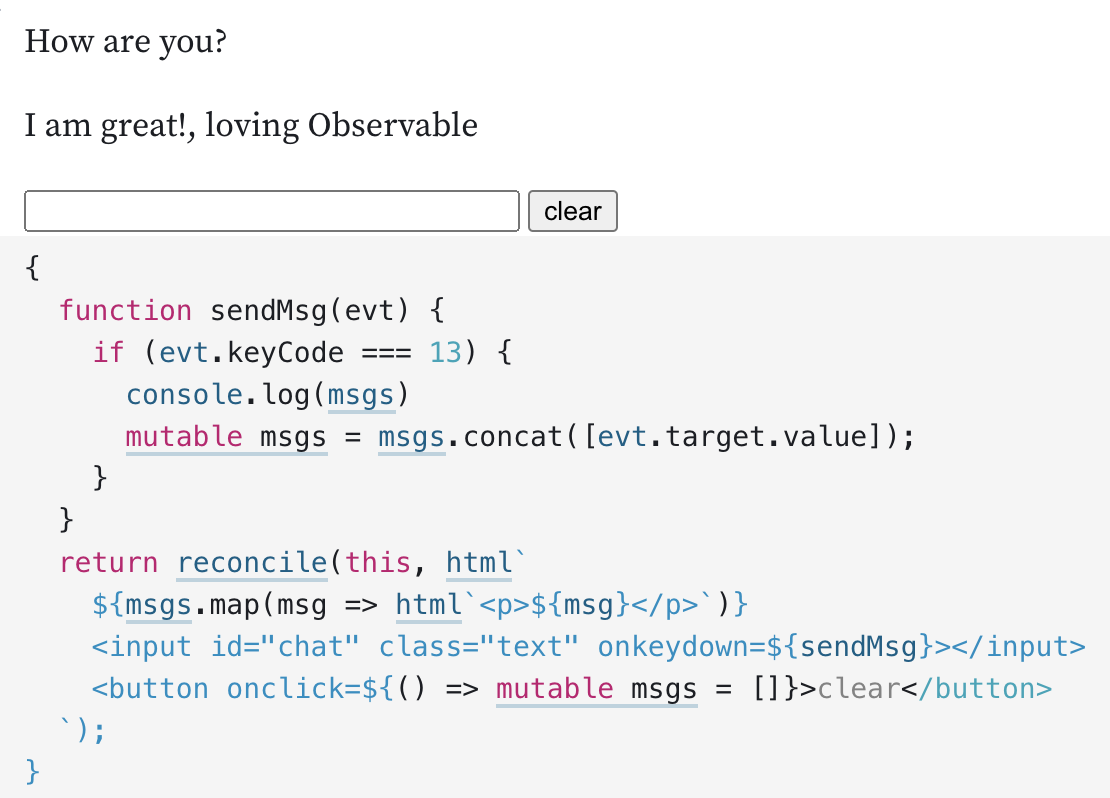 How are you?
I am great!, loving Observable
clear
{
  function sendMsg(evt) {
    if (evt.keyCode === 13) {
      console.log(msgs)
      mutable msgs = msgs.concat([evt.target.value]);
    }
  }
  return reconcile(this, html`
    ${msgs.map(msg => html`<p>${msg}</p>`)}
    <input id="chat" class="text" onkeydown=${sendMsg}></input>
    <button onclick=${() => mutable msgs = []}>clear</button>
  `);
}